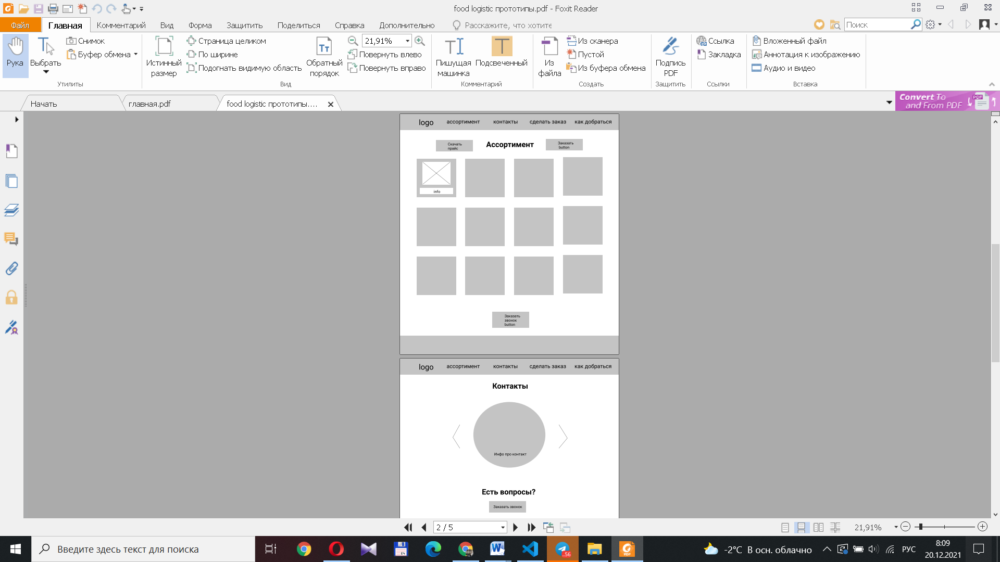 food logistic прототипы.pdf - Foxit Reader
Файл
Главная
Комментарий
Вид
Форма
Защитить
Поделиться
Справка
Дополнительно
Расскажите, что хотите
Поиск
Рука
Выбрать
Снимок
Буфер обмена
Утилиты
Истинный
размер
Страница целиком
По ширине
Подогнать видимую область
Обратный
порядок
21,91%
Повернуть влево
Повернуть вправо
Вид
Пишущая
машинка
Подсвеченный
Комментарий
Из
файла
Из сканера
Пустой
Из буфера обмена
Создать
Подпись
PDF
Защитить
Ссылка
Закладка
Ссылки
Вложенный файл
Аннотация к изображению
Аудио и видео
Вставка
Начать
главная.pdf
food logistic прототипы....
Convert To
and From PDF
PDF
logo
ассортимент
контакты
сделать заказ
как добраться
Скачать
прайс
Ассортимент
Заказать
button
info
Заказать
звонок
button
logo
ассортимент
контакты
сделать заказ
как добраться
Контакты
Инфо про контакт
Есть вопросы?
Заказать звонок
2 / 5
21,91%
Введите здесь текст для поиска
..56
PDF
-2°C В осн. облачно
РУС
8:09
20.12.2021